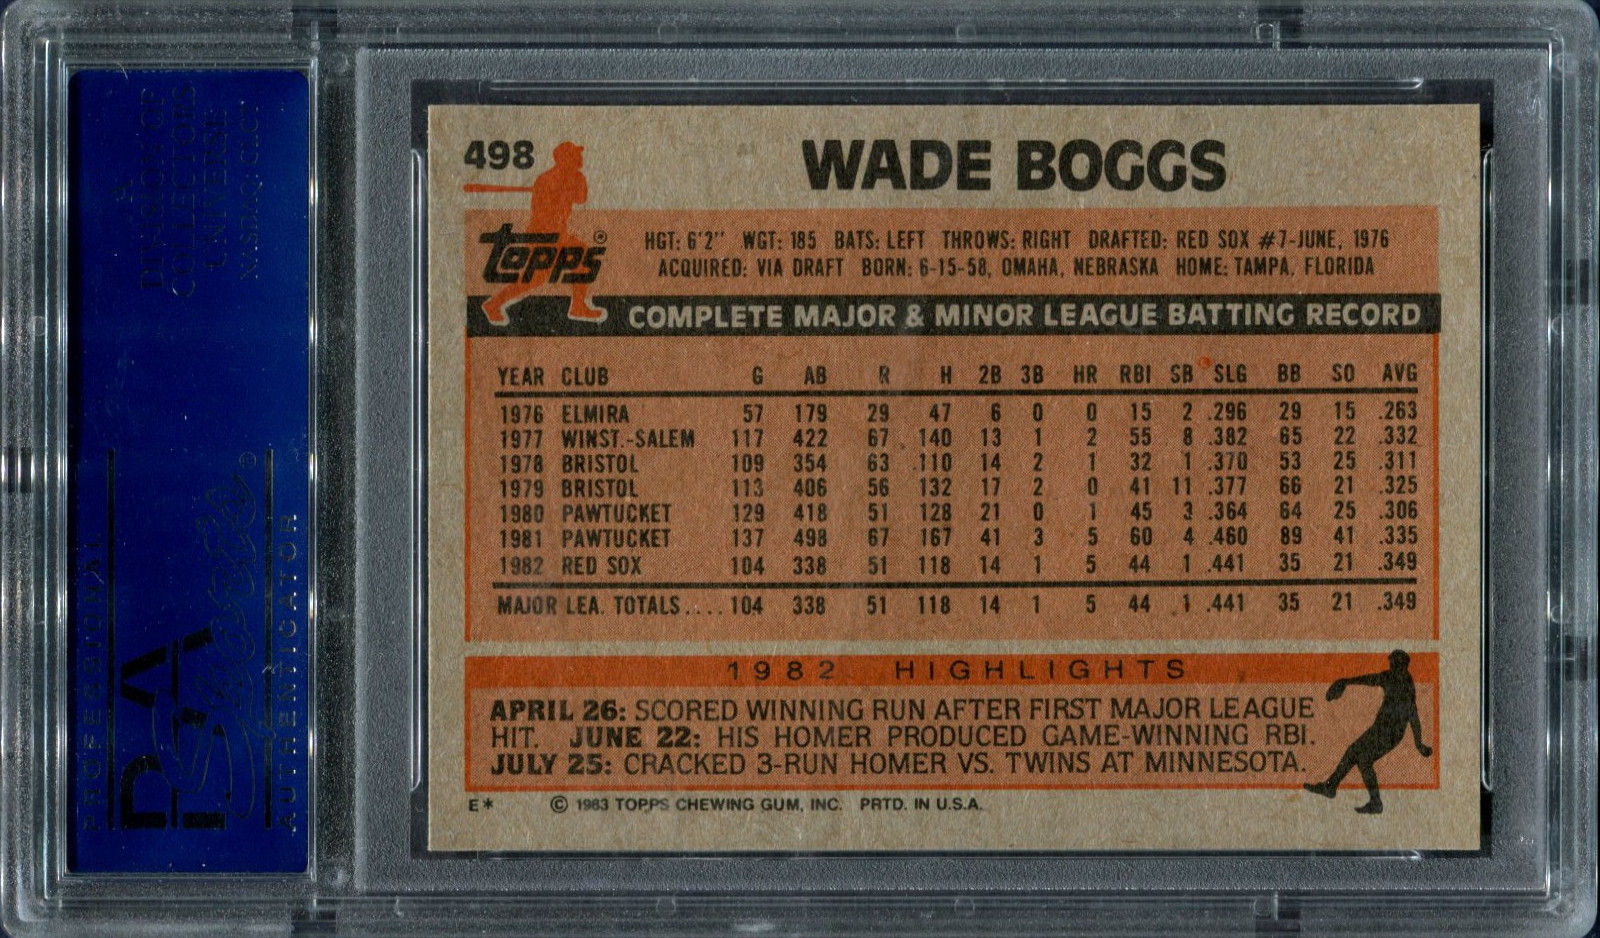 498
WADE BOGGS
topps®
HGT: 6'2" WGT: 185 BATS: LEFT THROWS: RIGHT DRAFTED: RED SOX #7-JUNE, 1976
ACQUIRED: VIA DRAFT BORN: 6-15-58, OMAHA, NEBRASKA HOME: TAMPA, FLORIDA
COMPLETE MAJOR & MINOR LEAGUE BATTING RECORD
YEAR CLUB G AB R H 2B 3B HR RBI SB SLG BB SO AVG
1976 ELMIRA 57 179 29 47 6 0 0 15 2 .296 29 15 .263
1977 WINST.-SALEM 117 422 67 140 13 1 2 55 8 .382 65 22 .332
1978 BRISTOL 109 354 63 110 14 2 1 32 1 .370 53 25 .311
1979 BRISTOL 113 406 56 132 17 2 0 41 11 .377 66 21 .325
1980 PAWTUCKET 129 418 51 128 21 0 1 45 3 .364 64 25 .306
1981 PAWTUCKET 137 498 67 167 41 3 5 60 4 .460 89 41 .335
1982 RED SOX 104 338 51 118 14 1 5 44 1 .441 35 21 .349
MAJOR LEA. TOTALS.... 104 338 51 118 14 1 5 44 1 .441 35 21 .349
1982 HIGHLIGHTS
APRIL 26: SCORED WINNING RUN AFTER FIRST MAJOR LEAGUE
HIT. JUNE 22: HIS HOMER PRODUCED GAME-WINNING RBI.
JULY 25: CRACKED 3-RUN HOMER VS. TWINS AT MINNESOTA.
E* © 1983 TOPPS CHEWING GUM, INC. PRTD. IN U.S.A.
PROFESSIONAL
PSA
Sports
AUTHENTICATOR
A
DIVISION OF
COLLECTORS
UNIVERSE
NASDAQ: CLCT